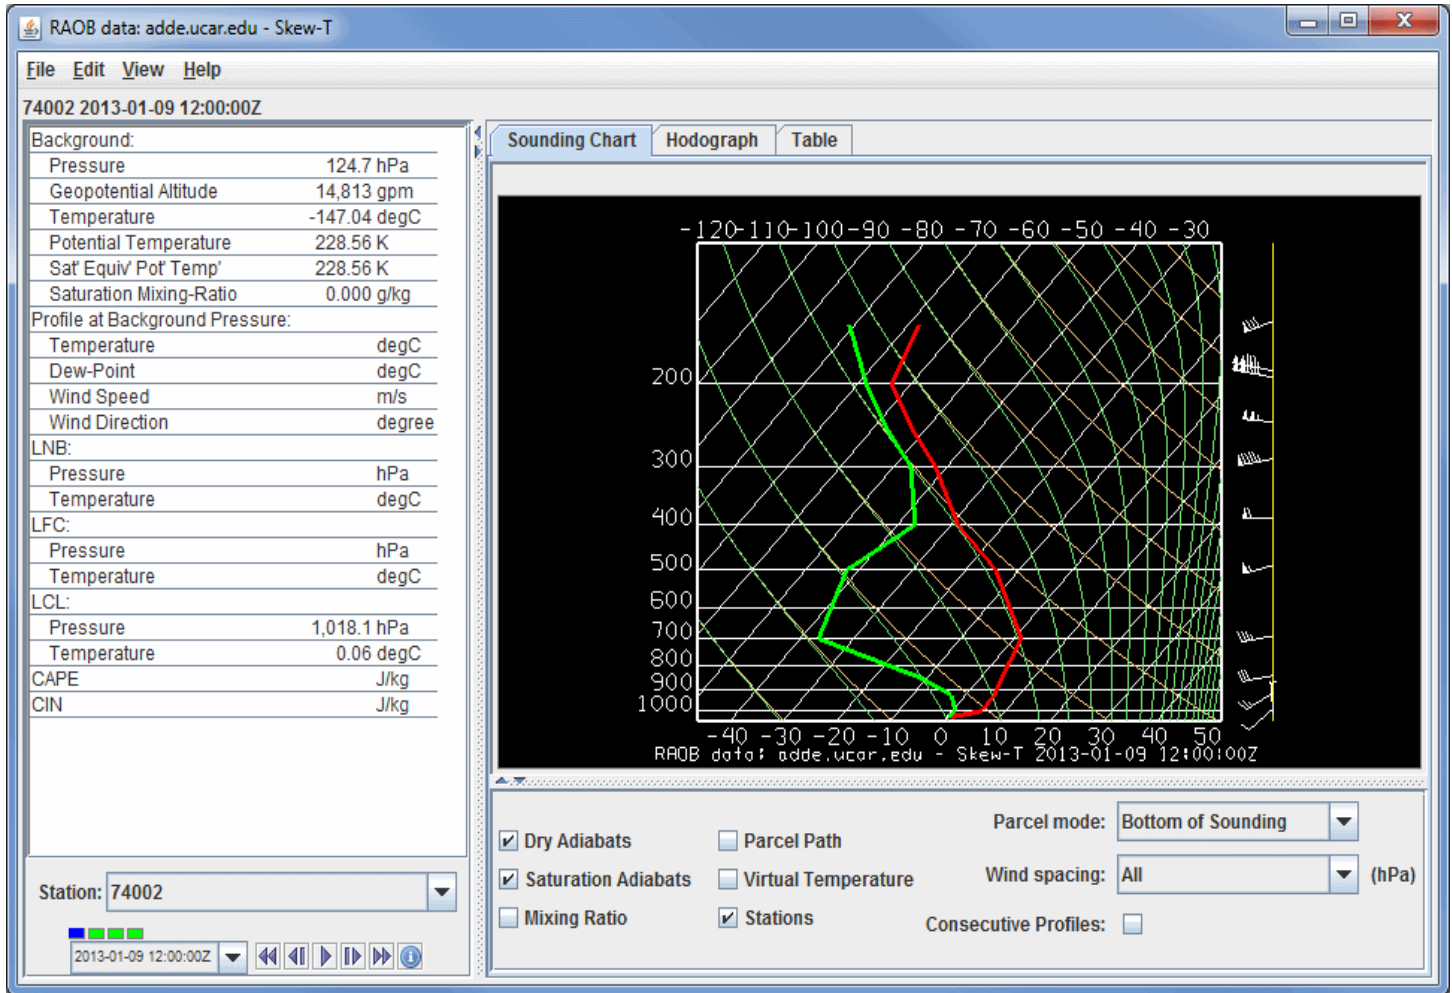 RAOB data: adde.ucar.edu - Skew-T
File Edit View Help
74002 2013-01-09 12:00:00Z
Background:
Pressure 124.7 hPa
Geopotential Altitude 14,813 gpm
Temperature -147.04 degC
Potential Temperature 228.56 K
Sat' Equiv' Pot' Temp' 228.56 K
Saturation Mixing-Ratio 0.000 g/kg
Profile at Background Pressure:
Temperature degC
Dew-Point degC
Wind Speed m/s
Wind Direction degree
LNB:
Pressure hPa
Temperature degC
LFC:
Pressure hPa
Temperature degC
LCL:
Pressure 1,018.1 hPa
Temperature 0.06 degC
CAPE J/kg
CIN J/kg
Station: 74002
2013-01-09 12:00:00Z
Sounding Chart Hodograph Table
-120-110-100-90 -80 -70 -60 -50 -40 -30
200
300
400
500
600
700
800
900
1000
-40 -30 -20 -10 0 10 20 30 40 50
RAOB data: adde.ucar.edu - Skew-T 2013-01-09 12:00:00Z
Dry Adiabats Parcel Path Parcel mode: Bottom of Sounding
Saturation Adiabats Virtual Temperature Wind spacing: All (hPa)
Mixing Ratio Stations Consecutive Profiles: